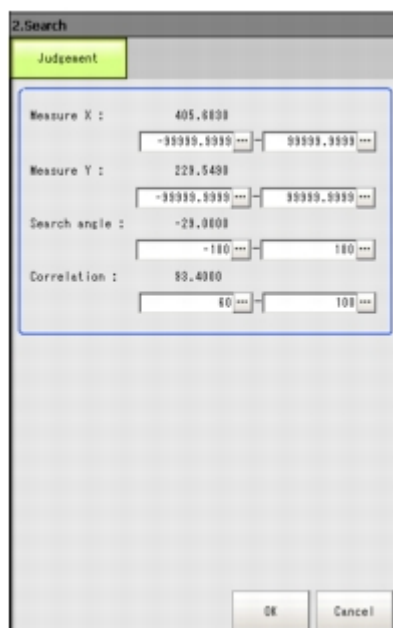 2.Search
Judgement
Measure X : 405.6030
-99999.9999 ... - 99999.9999 ...
Measure Y : 229.5490
-99999.9999 ... - 99999.9999 ...
Search angle : -29.0000
-180 ... - 180 ...
Correlation : 93.4000
60 ... - 100 ...
OK Cancel